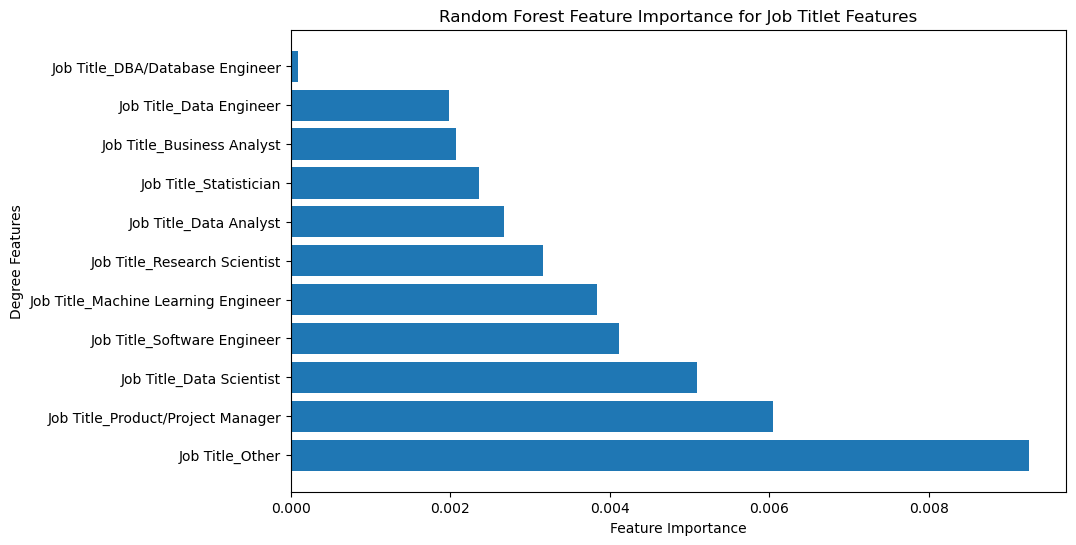 Random Forest Feature Importance for Job Titlet Features
Degree Features
Job Title_DBA/Database Engineer
Job Title_Data Engineer
Job Title_Business Analyst
Job Title_Statistician
Job Title_Data Analyst
Job Title_Research Scientist
Job Title_Machine Learning Engineer
Job Title_Software Engineer
Job Title_Data Scientist
Job Title_Product/Project Manager
Job Title_Other
0.000 0.002 0.004 0.006 0.008
Feature Importance